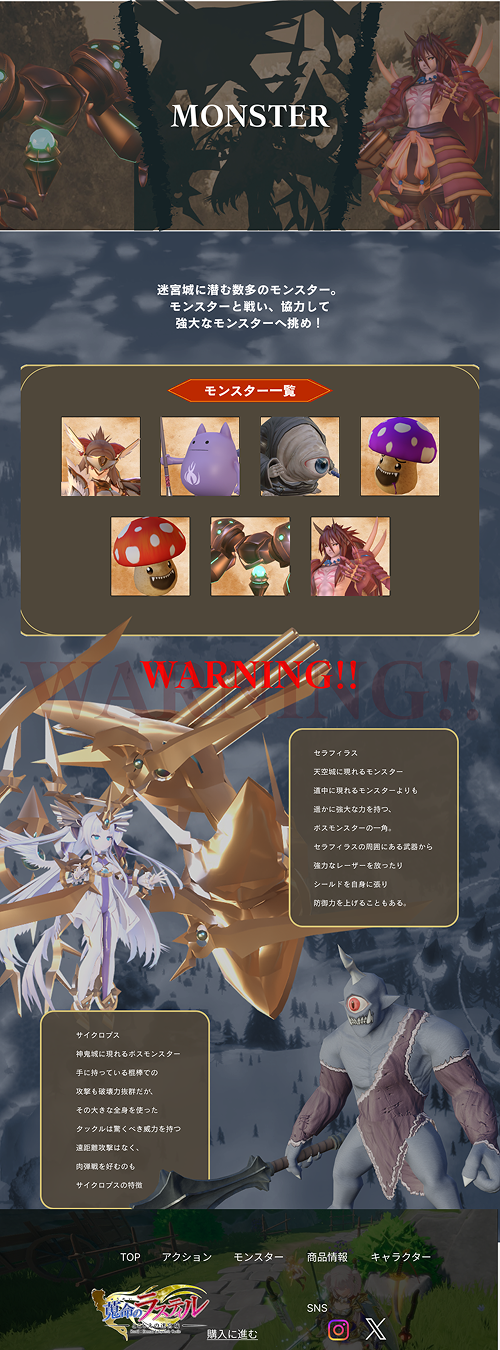 MONSTER
迷宮城に潜む数多のモンスター。
モンスターと戦い、協力して
強大なモンスターへ挑め！
モンスター一覧
WARNING!!
WARNING!!
セラフィラス
天空城に現れるモンスター
道中に現れるモンスターよりも
遥かに強大な力を持つ、
ボスモンスターの一角。
セラフィラスの周囲にある武器から
強力なレーザーを放ったり
シールドを自身に張り
防御力を上げることもある。
サイクロプス
神鬼城に現れるボスモンスター
手に持っている棍棒での
攻撃も破壊力抜群だが、
その大きな全身を使った
タックルは驚くべき威力を持つ
遠距離攻撃はなく、
肉弾戦を好むのも
サイクロプスの特徴
TOP アクション モンスター 商品情報 キャラクター
のラスティル
SNS
購入に進む